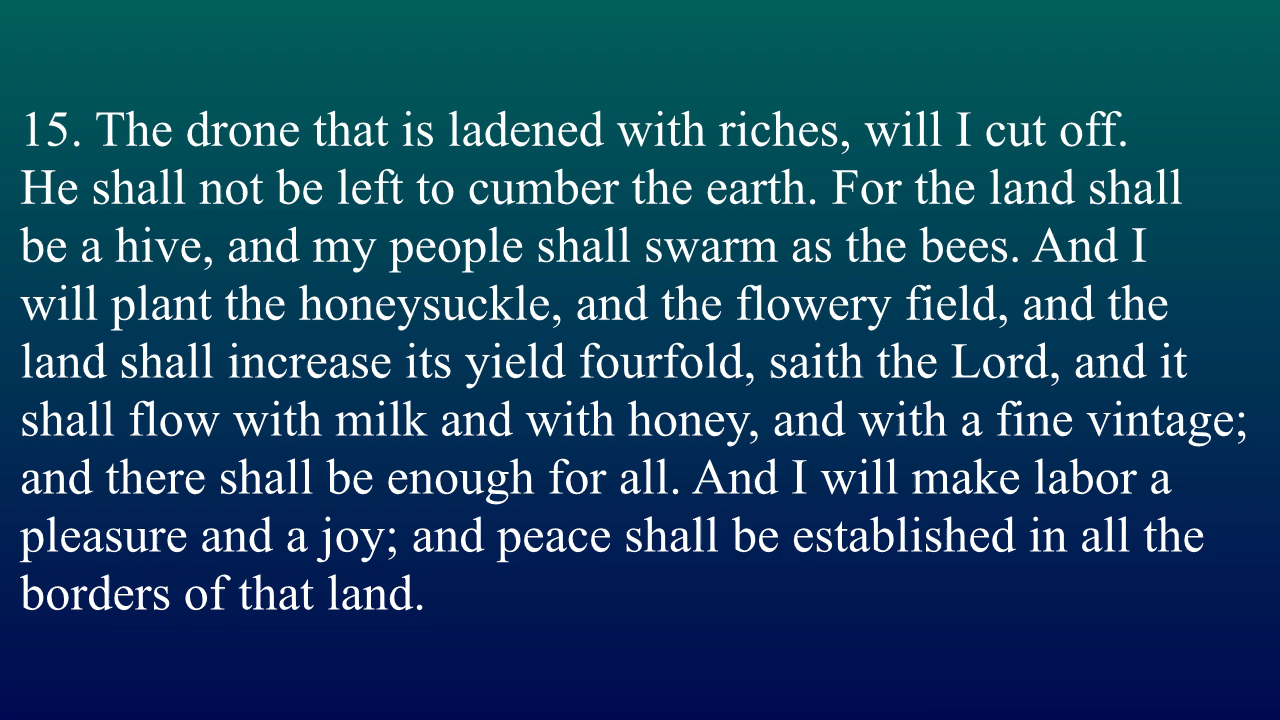 15. The drone that is ladened with riches, will I cut off.
He shall not be left to cumber the earth. For the land shall
be a hive, and my people shall swarm as the bees. And I
will plant the honeysuckle, and the flowery field, and the
land shall increase its yield fourfold, saith the Lord, and it
shall flow with milk and with honey, and with a fine vintage;
and there shall be enough for all. And I will make labor a
pleasure and a joy; and peace shall be established in all the
borders of that land.